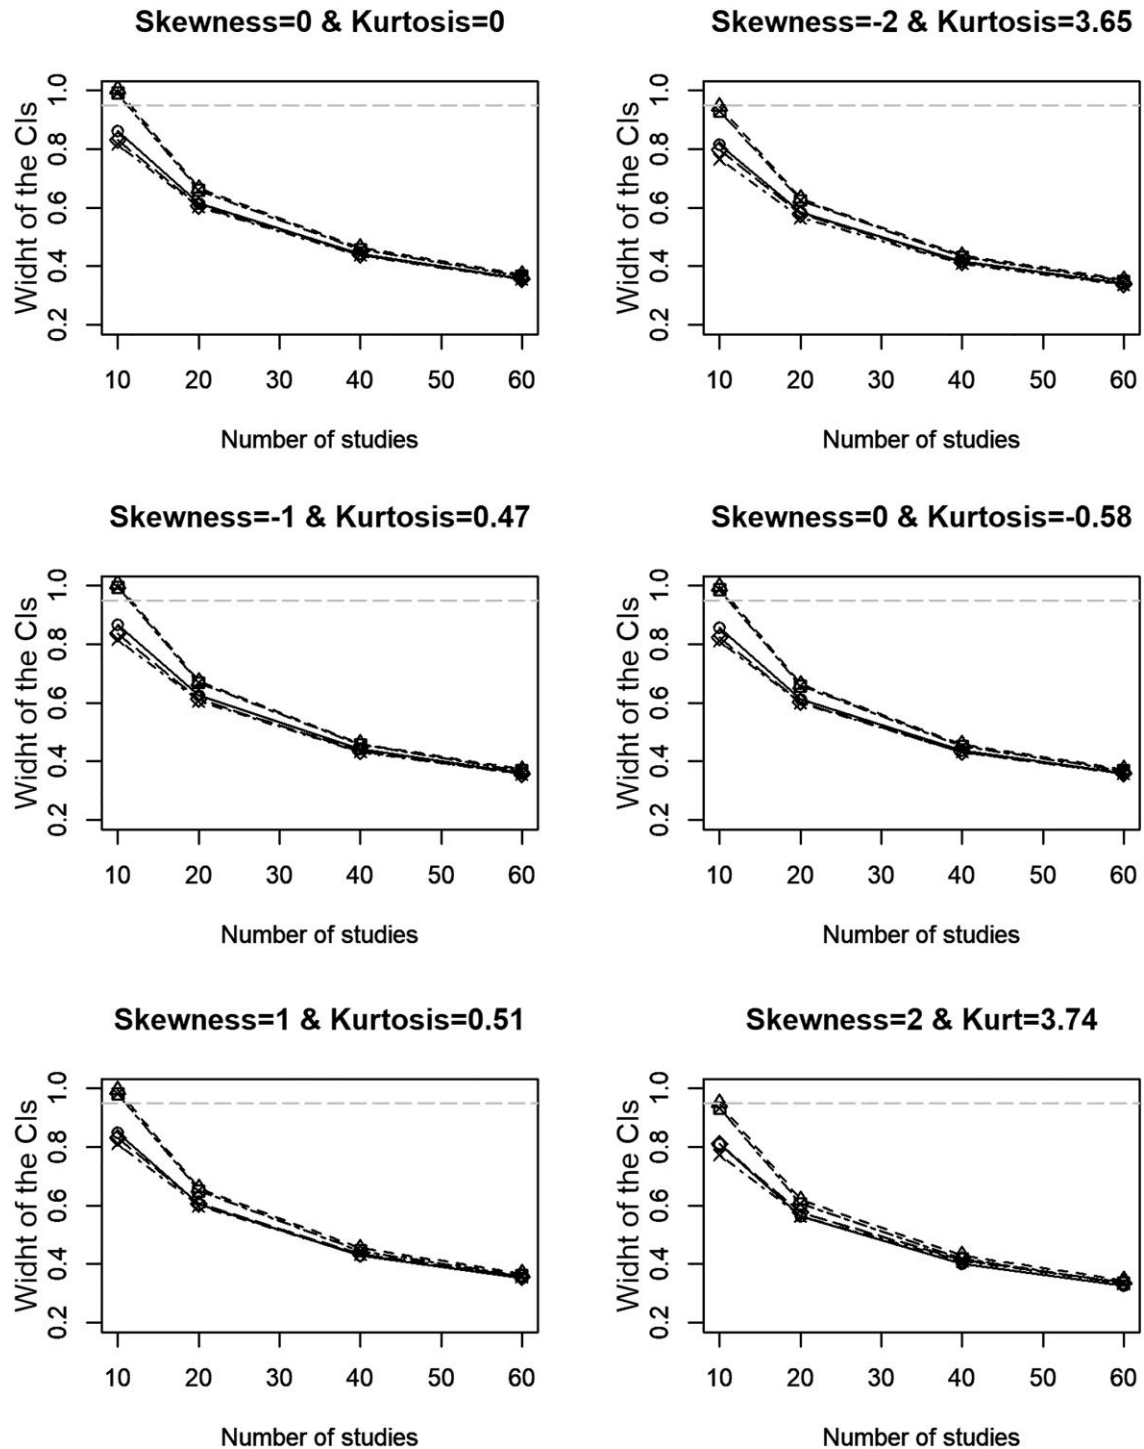 Skewness=0 & Kurtosis=0
Widht of the CIs
1.0
0.8
0.6
0.4
0.2
10 20 30 40 50 60
Number of studies
Skewness=-2 & Kurtosis=3.65
Widht of the CIs
1.0
0.8
0.6
0.4
0.2
10 20 30 40 50 60
Number of studies
Skewness=-1 & Kurtosis=0.47
Widht of the CIs
1.0
0.8
0.6
0.4
0.2
10 20 30 40 50 60
Number of studies
Skewness=0 & Kurtosis=-0.58
Widht of the CIs
1.0
0.8
0.6
0.4
0.2
10 20 30 40 50 60
Number of studies
Skewness=1 & Kurtosis=0.51
Widht of the CIs
1.0
0.8
0.6
0.4
0.2
10 20 30 40 50 60
Number of studies
Skewness=2 & Kurt=3.74
Widht of the CIs
1.0
0.8
0.6
0.4
0.2
10 20 30 40 50 60
Number of studies